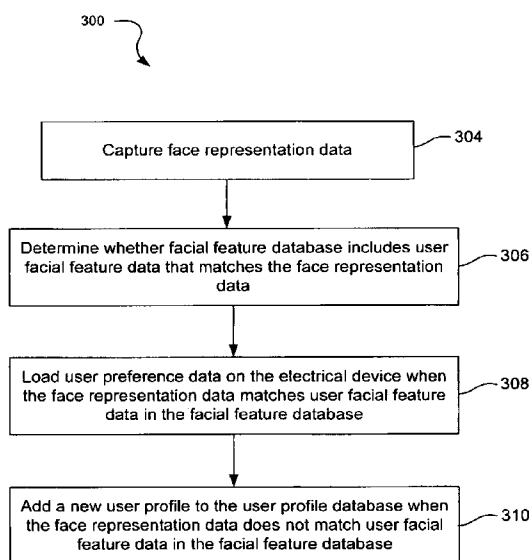 300
Capture face representation data
304
Determine whether facial feature database includes user
facial feature data that matches the face representation
data
306
Load user preference data on the electrical device when
the face representation data matches user facial feature
data in the facial feature database
308
Add a new user profile to the user profile database when
the face representation data does not match user facial
feature data in the facial feature database
310